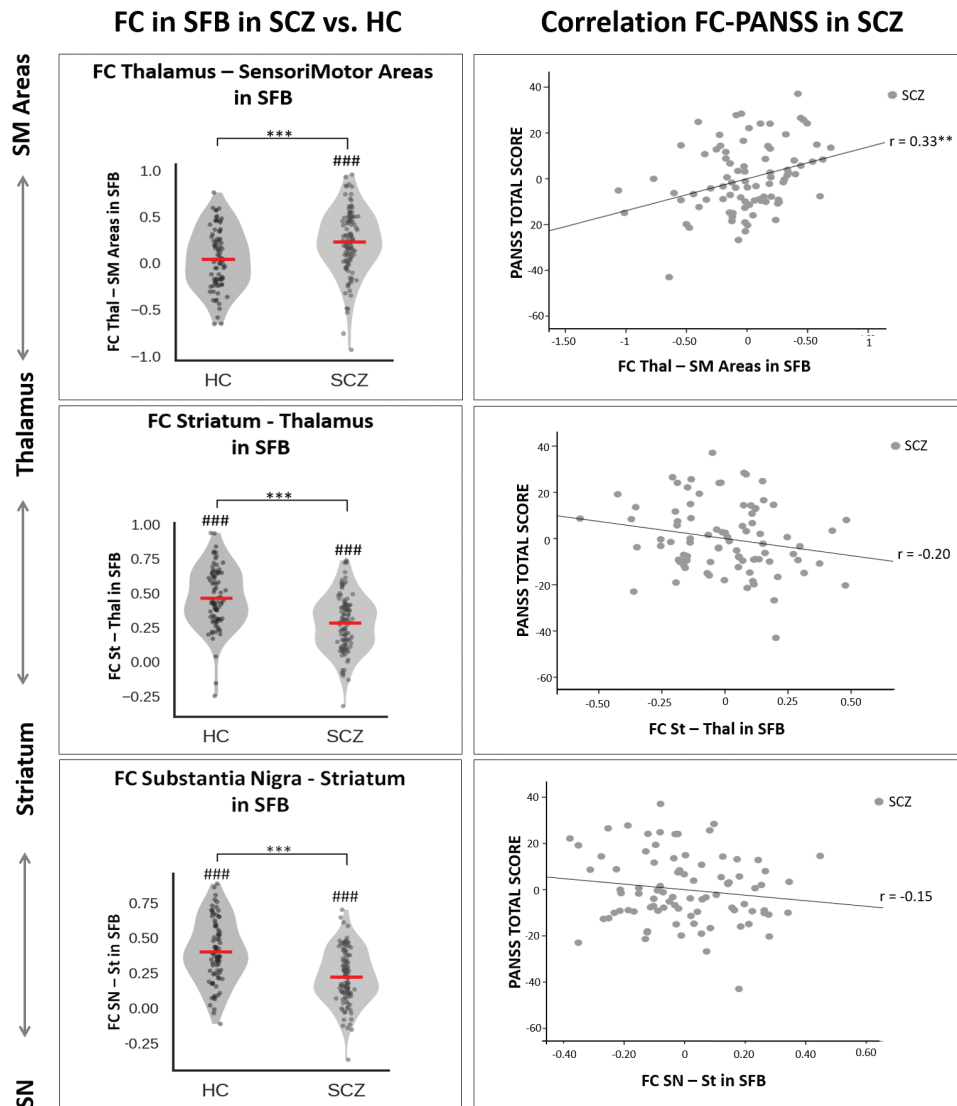 FC in SFB in SCZ vs. HC
Correlation FC-PANSS in SCZ
SM Areas
Thalamus
Striatum
SN
FC Thalamus – SensoriMotor Areas
in SFB
***
###
1.0
0.5
0.0
−0.5
−1.0
FC Thal – SM Areas in SFB
HC
SCZ
40
20
0
20
-40
-60
PANSS TOTAL SCORE
SCZ
r = 0.33**
-1.50
-1
-0.50
0
-0.50
1
FC Thal – SM Areas in SFB
FC Striatum - Thalamus
in SFB
***
###
###
1.00
0.75
0.50
0.25
0.00
−0.25
FC St – Thal in SFB
HC
SCZ
40
20
0
-20
-40
-60
PANSS TOTAL SCORE
SCZ
r = -0.20
-0.50
-0.25
0
0.25
0.50
FC St – Thal in SFB
FC Substantia Nigra - Striatum
in SFB
***
###
###
0.75
0.50
0.25
0.00
-0.25
FC SN – St in SFB
HC
SCZ
40
20
0
-20
-40
-60
PANSS TOTAL SCORE
SCZ
r = -0.15
-0.40
-0.20
0
0.20
0.40
0.60
FC SN – St in SFB